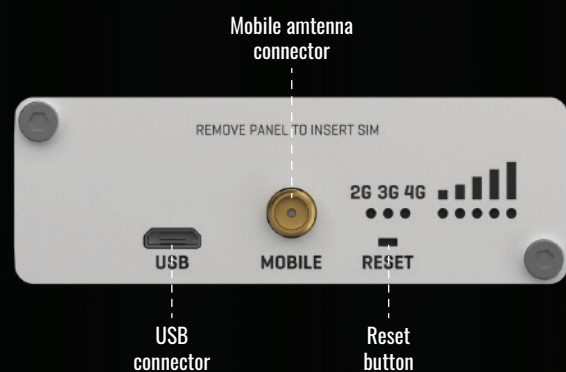 Mobile amtenna
connector
REMOVE PANEL TO INSERT SIM
2G 3G 4G
USB
MOBILE
RESET
USB
connector
Reset
button